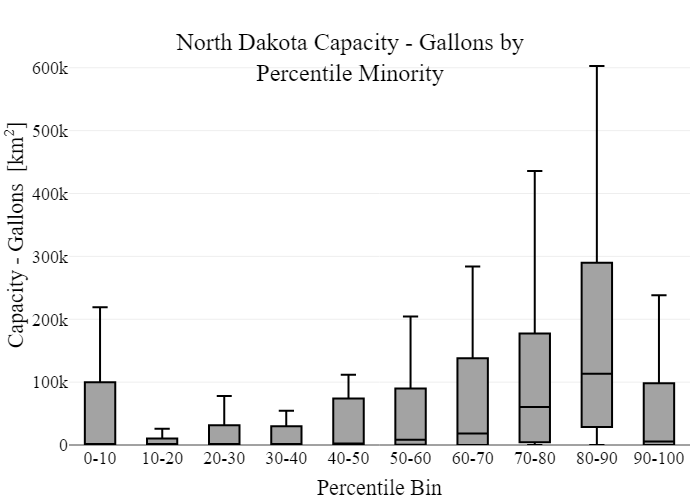 North Dakota Capacity - Gallons by
Percentile Minority
600k
500k
400k
300k
200k
100k
0
Capacity - Gallons [km²]
0-10 10-20 20-30 30-40 40-50 50-60 60-70 70-80 80-90 90-100
Percentile Bin